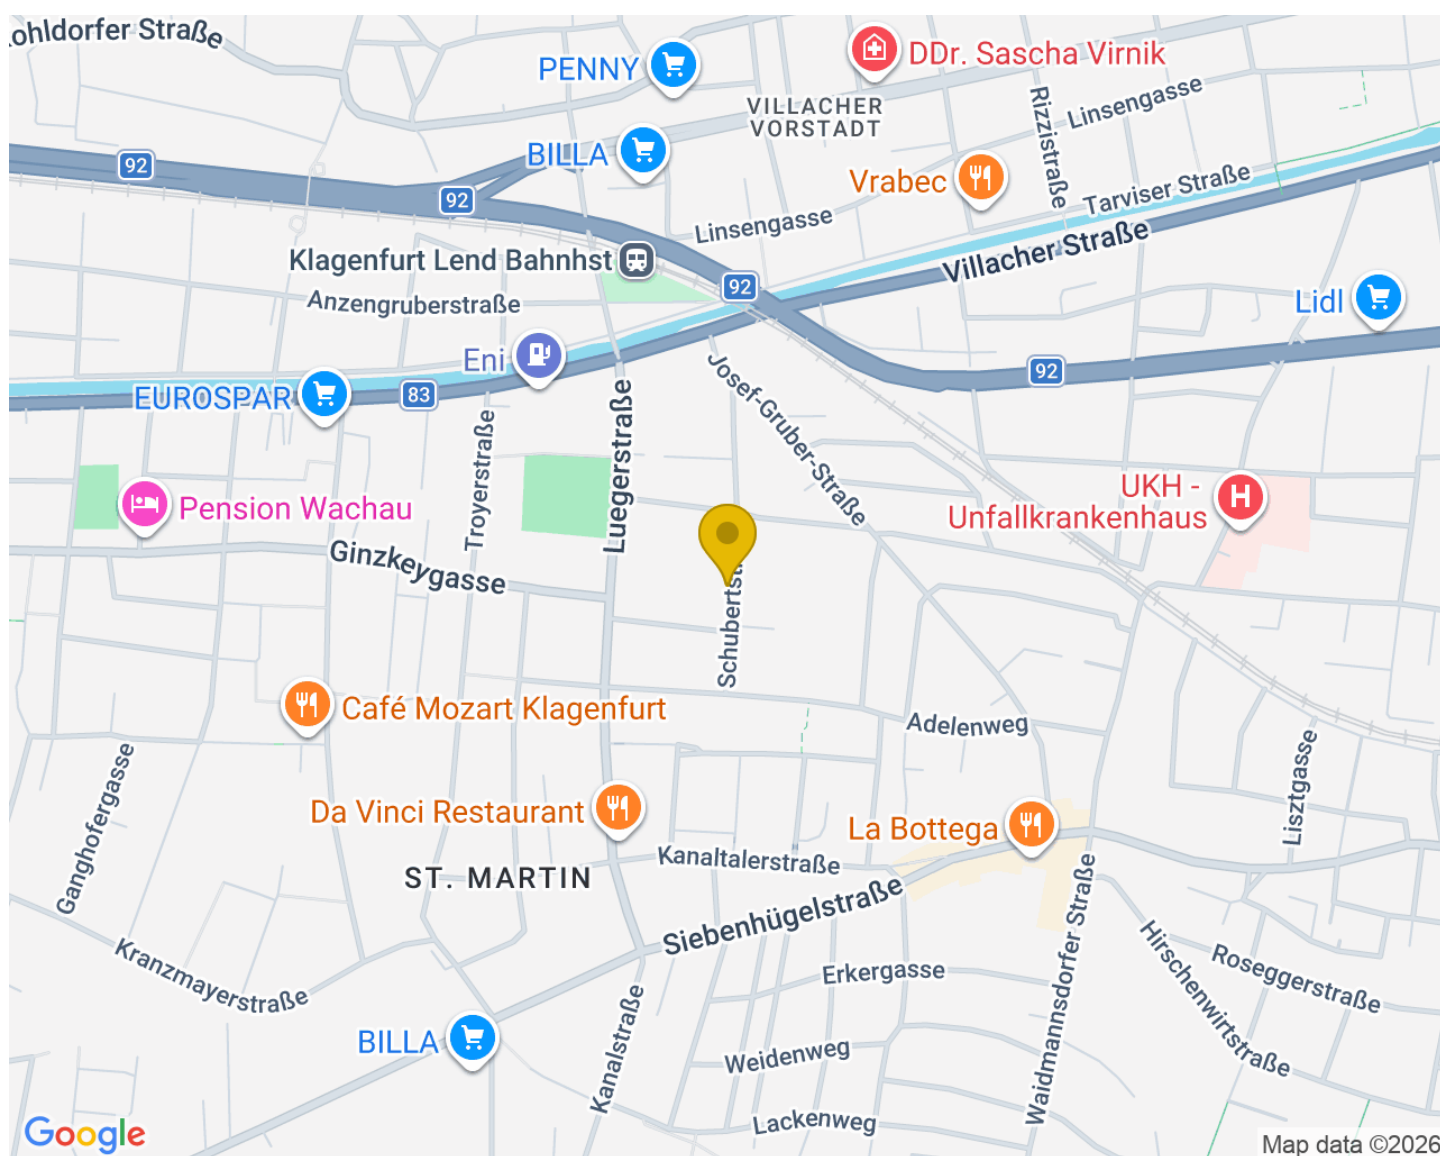 ohldorfer Straße
PENNY
DDr. Sascha Virnik
VILLACHER
VORSTADT
Rizzistraße
Linsengasse
BILLA
92
92
Vrabec
Tarviser Straße
Linsengasse
Villacher Straße
Klagenfurt Lend Bahnhst
92
Anzengruberstraße
Lidl
Eni
Josef-Gruber-Straße
92
EUROSPAR
83
Troyerstraße
Luegerstraße
UKH -
Unfallkrankenhaus
Pension Wachau
Ginzkeygasse
Schubertst
Café Mozart Klagenfurt
Adelenweg
Ganghofergasse
Lisztgasse
Da Vinci Restaurant
La Bottega
Kanaltalerstraße
ST. MARTIN
Siebenhügelstraße
Waidmannsdorfer Straße
Kranzmayerstraße
Erkergasse
Hirschenwirtstraße
Roseggerstraße
BILLA
Kanalstraße
Weidenweg
Lackenweg
Google
Map data ©2026